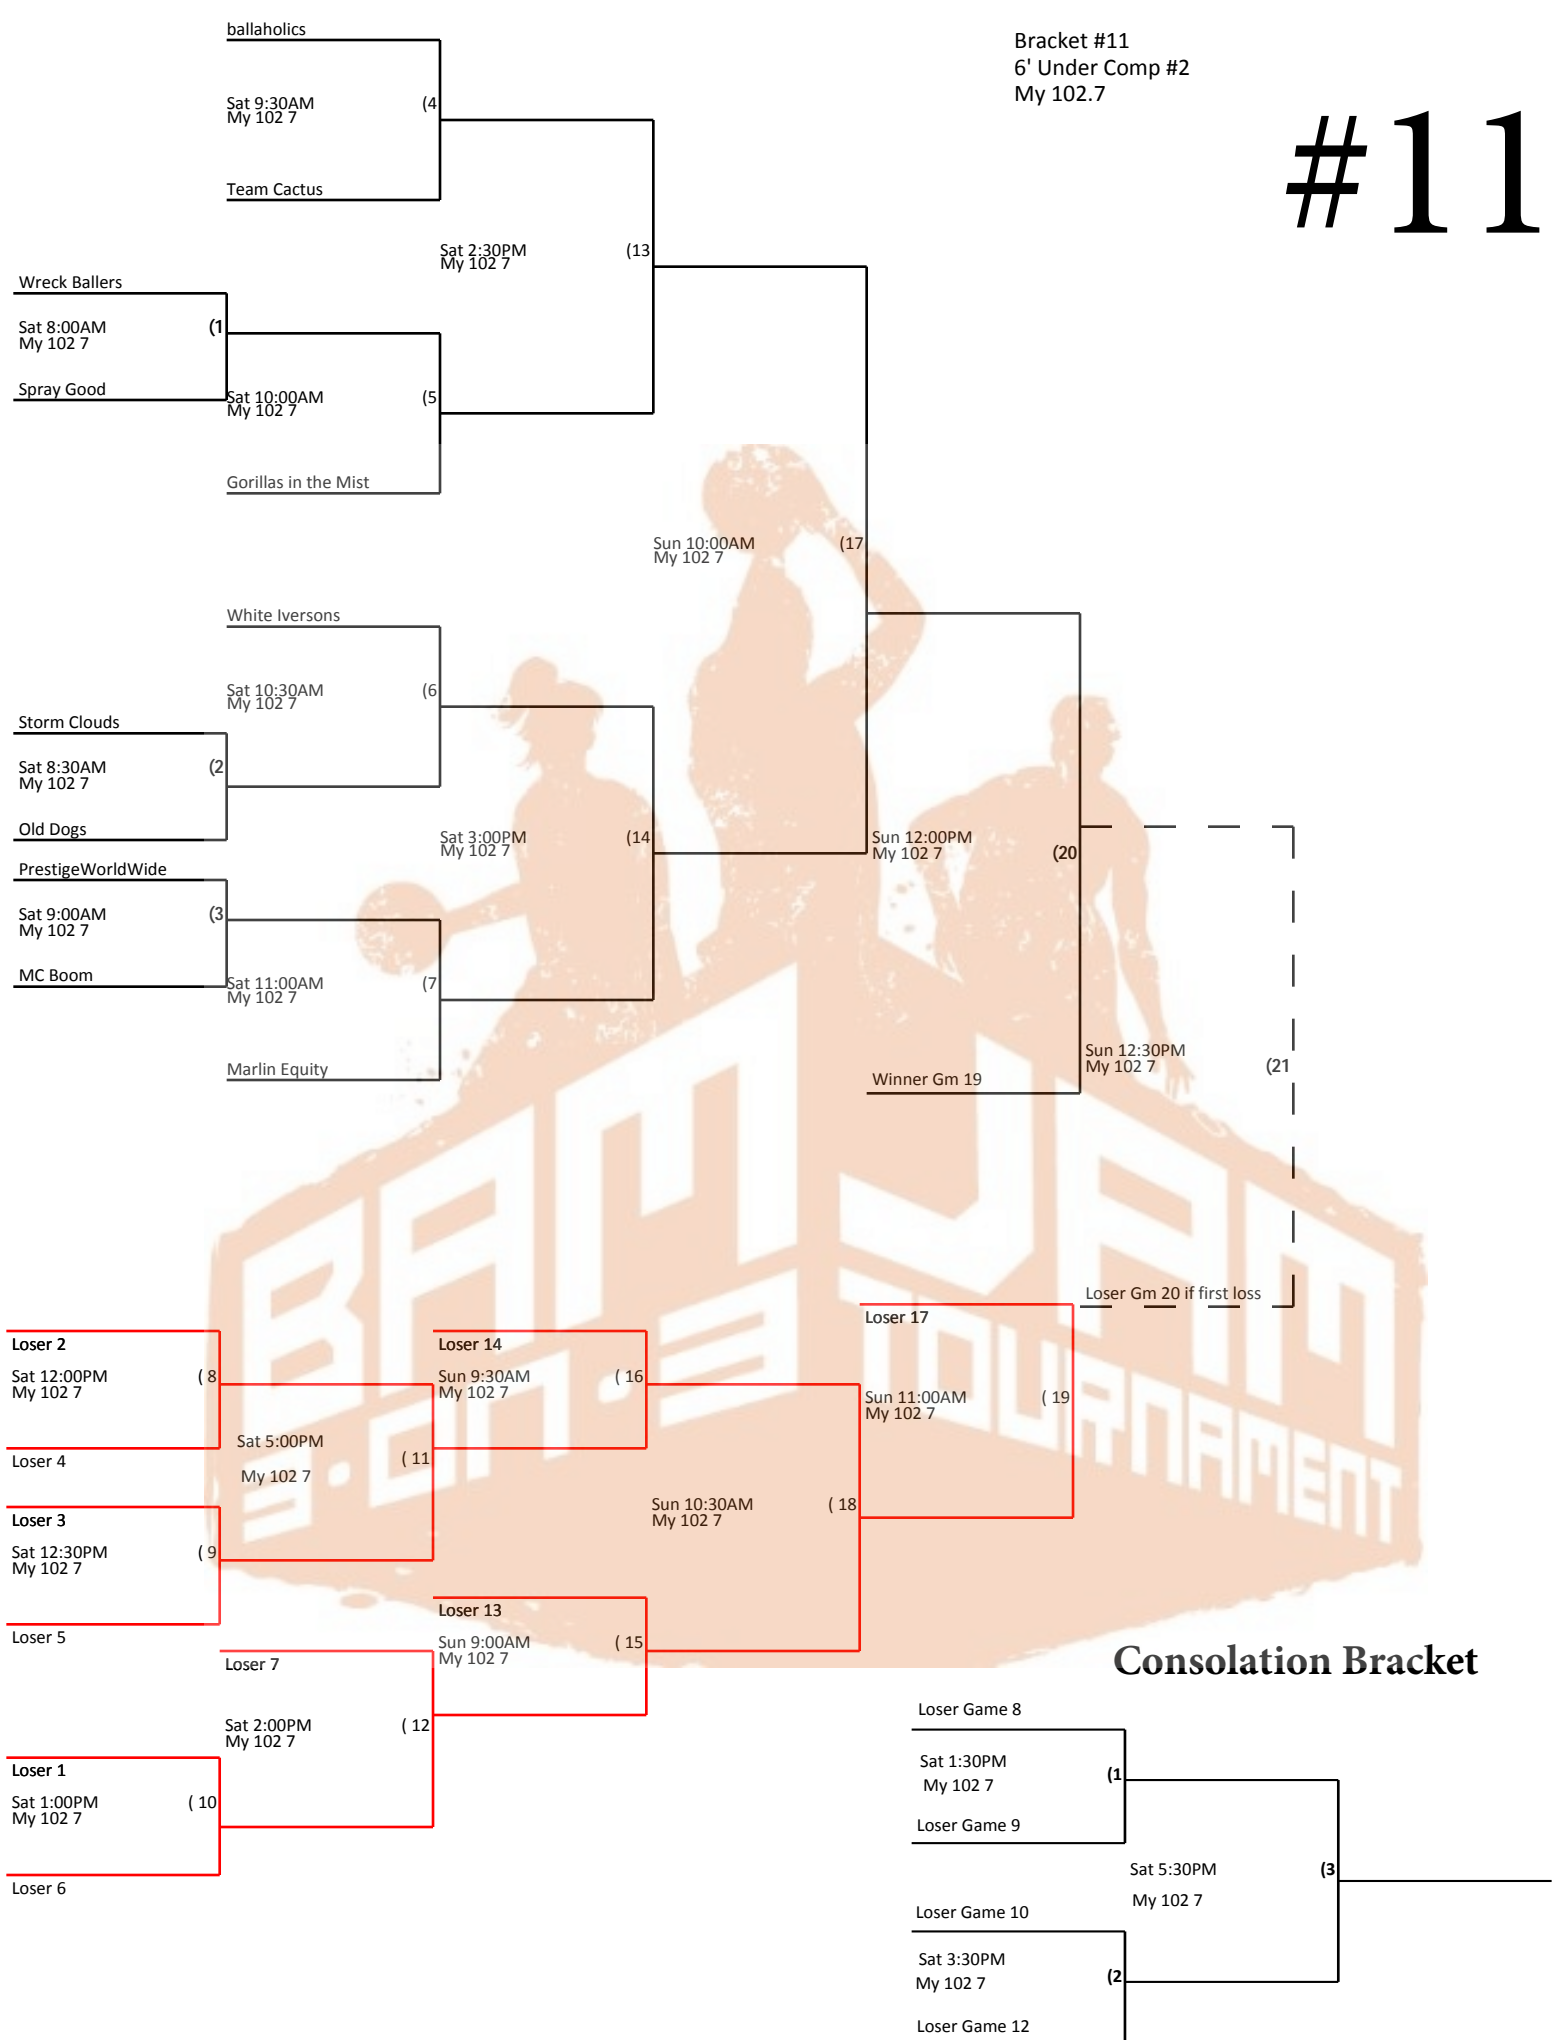 ballaholics
Bracket #11
6' Under Comp #2
My 102.7
#11
Sat 9:30AM
My 102 7
(4
Team Cactus
Sat 2:30PM
My 102 7
(13
Wreck Ballers
Sat 8:00AM
My 102 7
(1
Spray Good
Sat 10:00AM
My 102 7
(5
Gorillas in the Mist
Sun 10:00AM
My 102 7
(17
White Iversons
Sat 10:30AM
My 102 7
(6
Storm Clouds
Sat 8:30AM
My 102 7
(2
Old Dogs
Sat 3:00PM
My 102 7
(14
Sun 12:00PM
My 102 7
(20
PrestigeWorldWide
Sat 9:00AM
My 102 7
(3
MC Boom
Sat 11:00AM
My 102 7
(7
Marlin Equity
Winner Gm 19
Sun 12:30PM
My 102 7
(21
BAM JAM
3-ON-3 TOURNAMENT
Loser Gm 20 if first loss
Loser 2
Sat 12:00PM
My 102 7
( 8
Loser 4
Loser 14
Sun 9:30AM
My 102 7
( 16
Loser 17
Sun 11:00AM
My 102 7
( 19
Sat 5:00PM
My 102 7
( 11
Loser 3
Sat 12:30PM
My 102 7
( 9
Loser 5
Sun 10:30AM
My 102 7
( 18
Loser 13
Sun 9:00AM
My 102 7
( 15
Loser 7
Sat 2:00PM
My 102 7
( 12
Loser 1
Sat 1:00PM
My 102 7
( 10
Loser 6
Consolation Bracket
Loser Game 8
Sat 1:30PM
My 102 7
(1
Loser Game 9
Sat 5:30PM
My 102 7
(3
Loser Game 10
Sat 3:30PM
My 102 7
(2
Loser Game 12